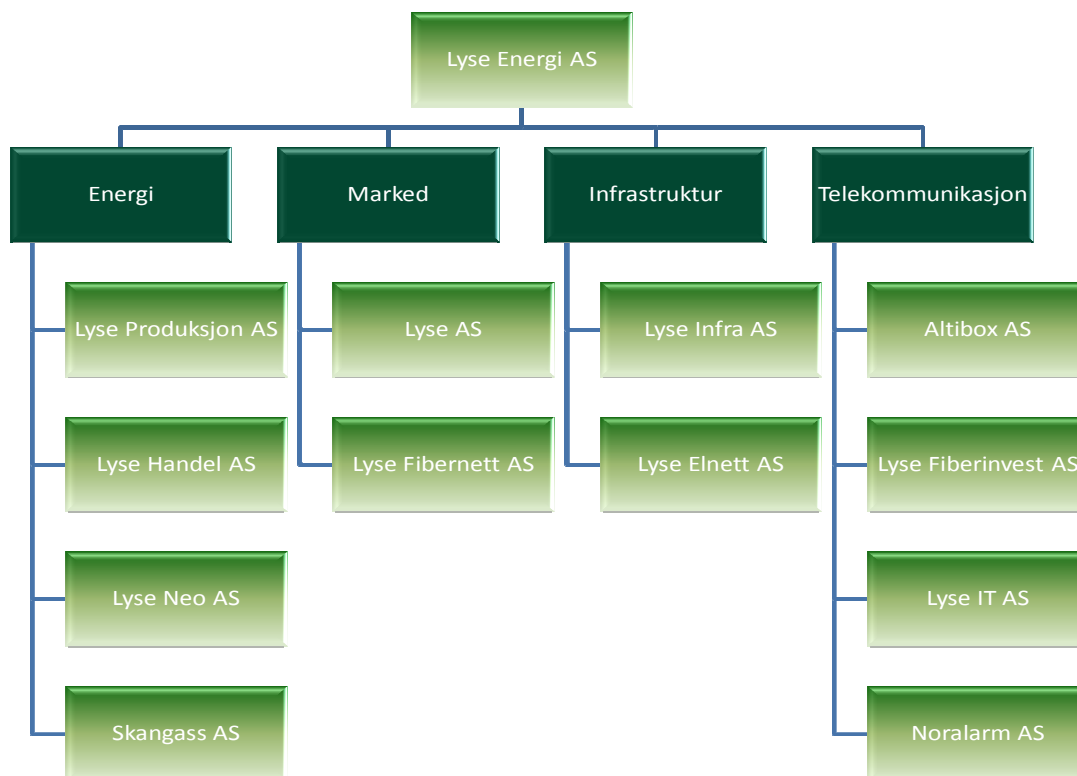 Lyse Energi AS
Energi
Marked
Infrastruktur
Telekommunikasjon
Lyse Produksjon AS
Lyse AS
Lyse Infra AS
Altibox AS
Lyse Handel AS
Lyse Fibernett AS
Lyse Elnett AS
Lyse Fiberinvest AS
Lyse Neo AS
Lyse IT AS
Skangass AS
Noralarm AS